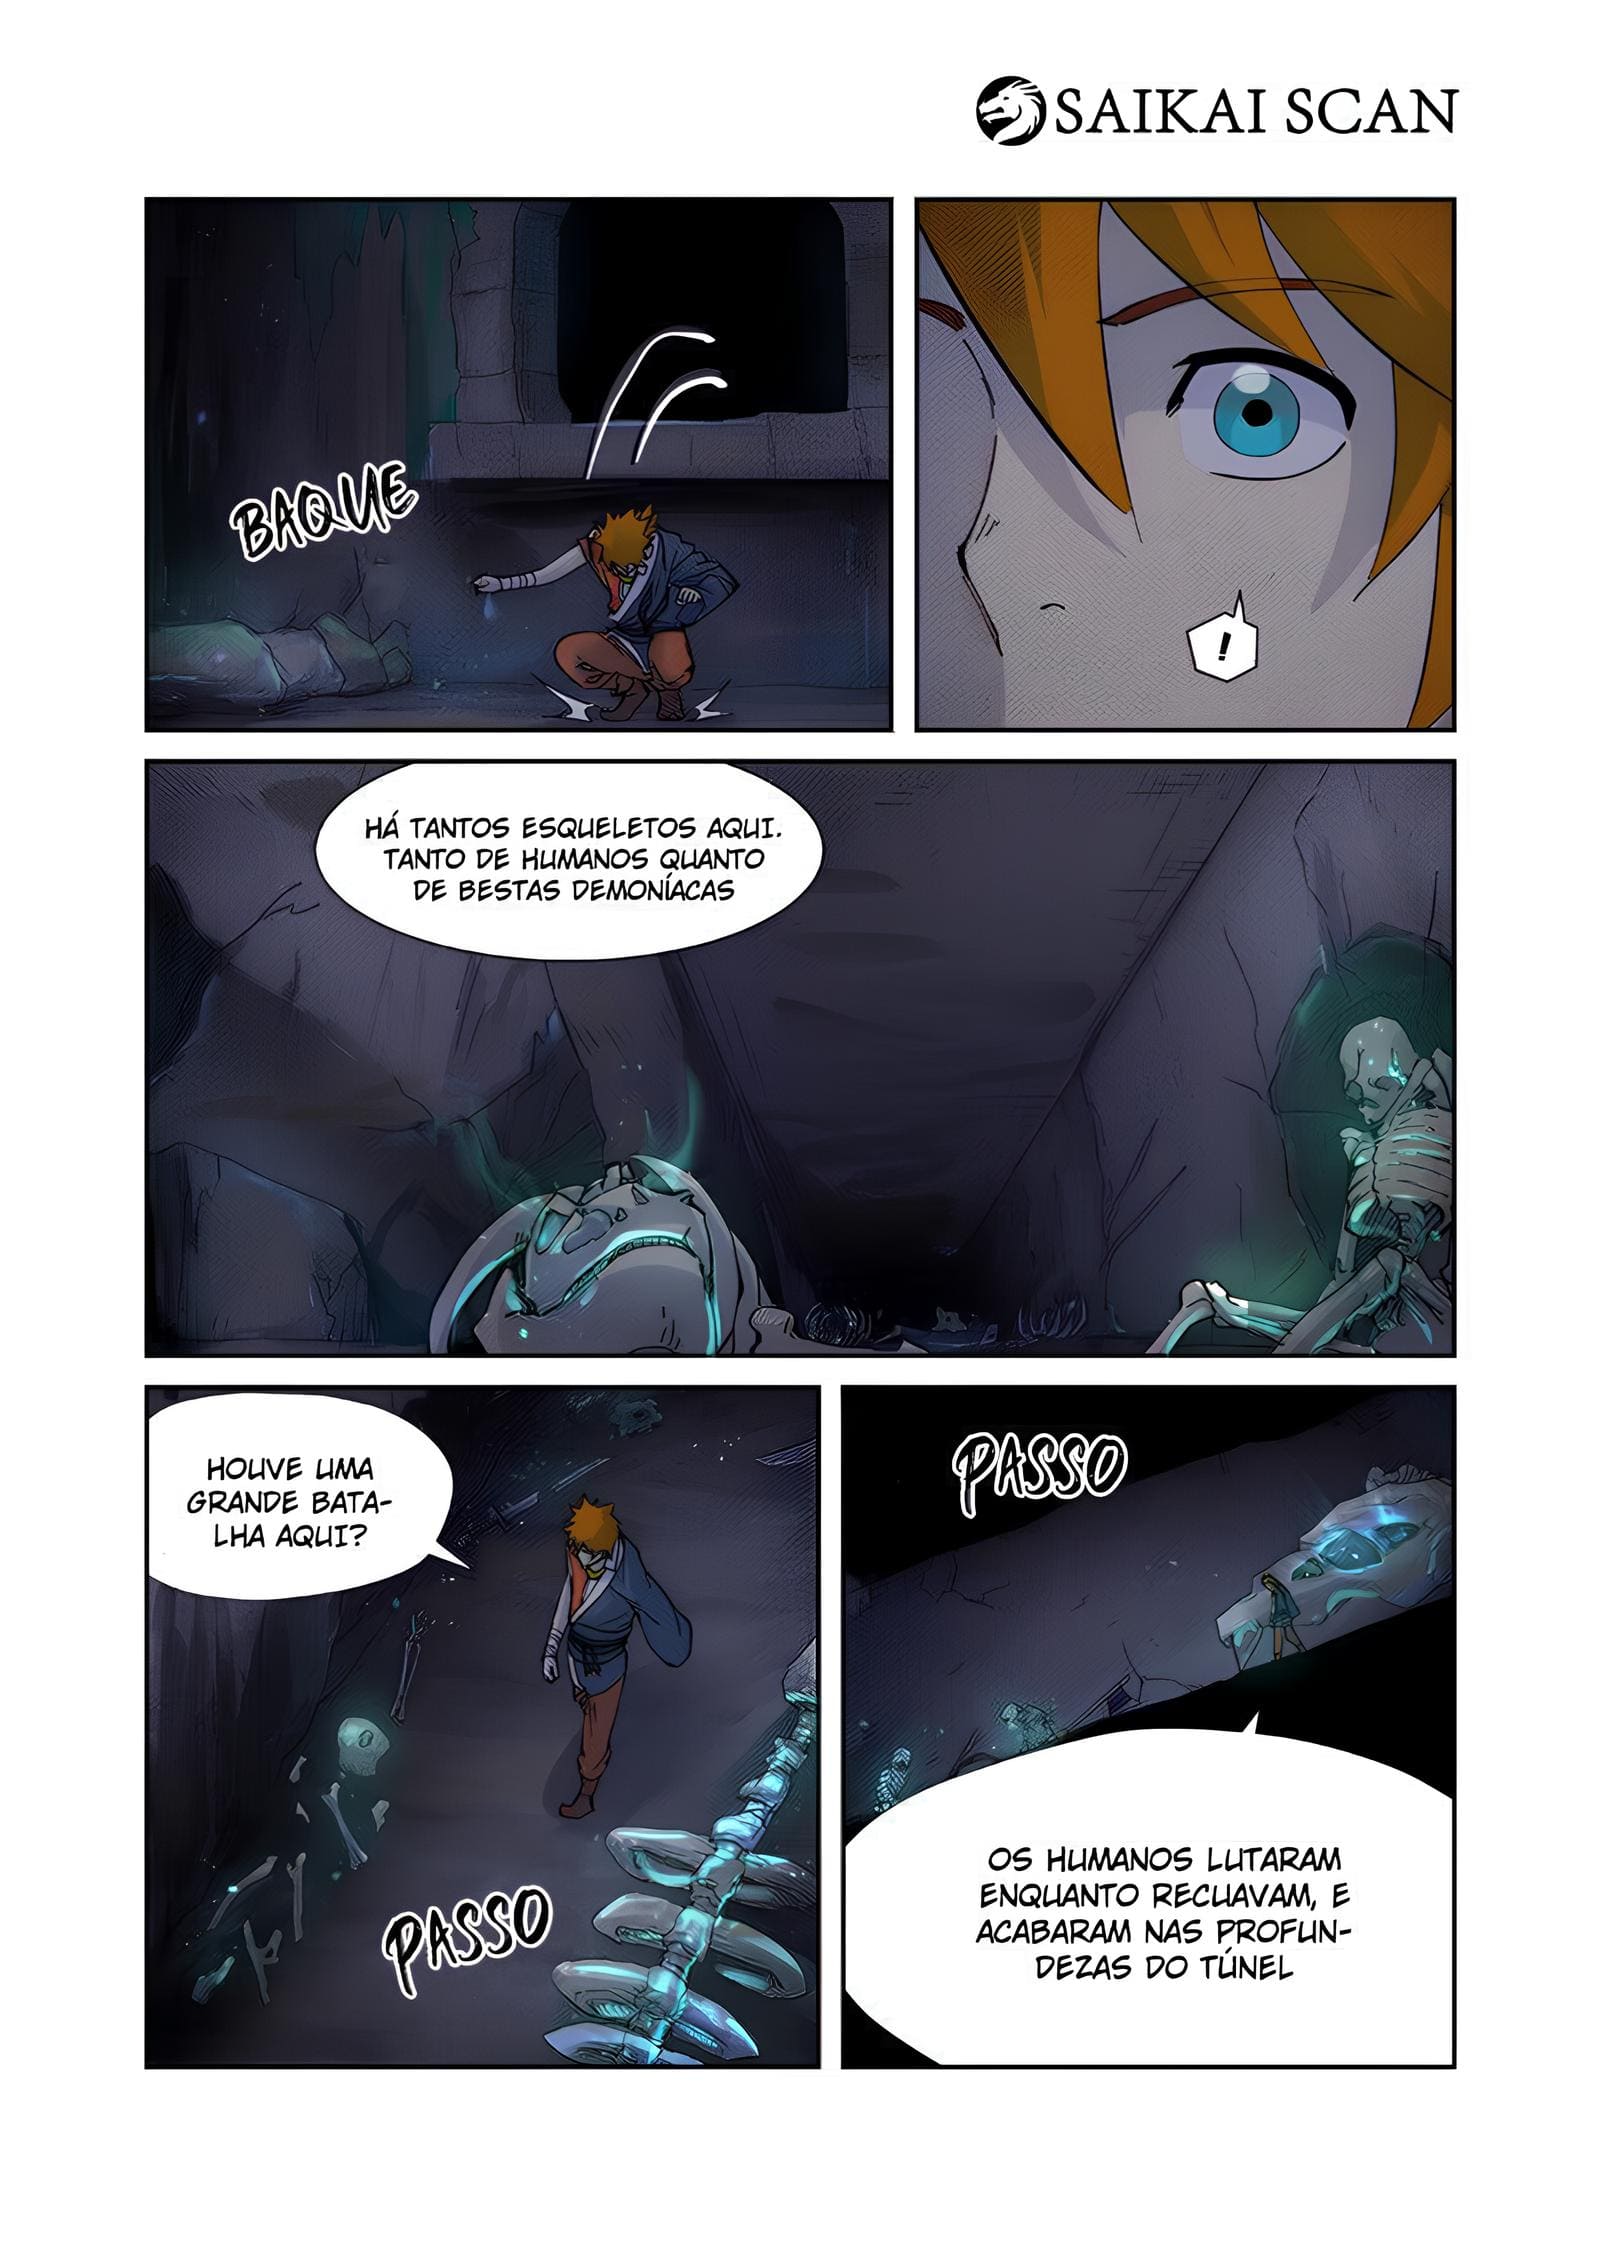 SAIKAI SCAN
BAQUE
!
HÁ TANTOS ESQUELETOS AQUI.
TANTO DE HUMANOS QUANTO
DE BESTAS DEMONÍACAS
HOUVE UMA
GRANDE BATA-
LHA AQUI?
PASSO
PASSO
OS HUMANOS LUTARAM
ENQUANTO RECUAVAM, E
ACABARAM NAS PROFUN-
DEZAS DO TÚNEL